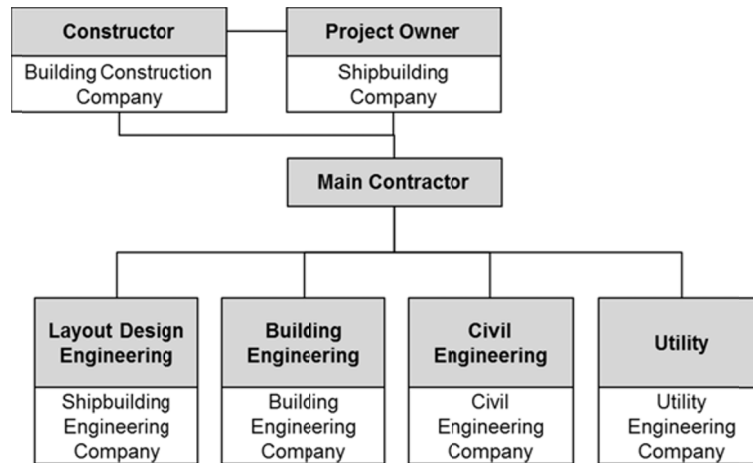 Constructor
Building Construction
Company
Project Owner
Shipbuilding
Company
Main Contractor
Layout Design
Engineering
Shipbuilding
Engineering
Company
Building
Engineering
Building
Engineering
Company
Civil
Engineering
Civil
Engineering
Company
Utility
Utility
Engineering
Company